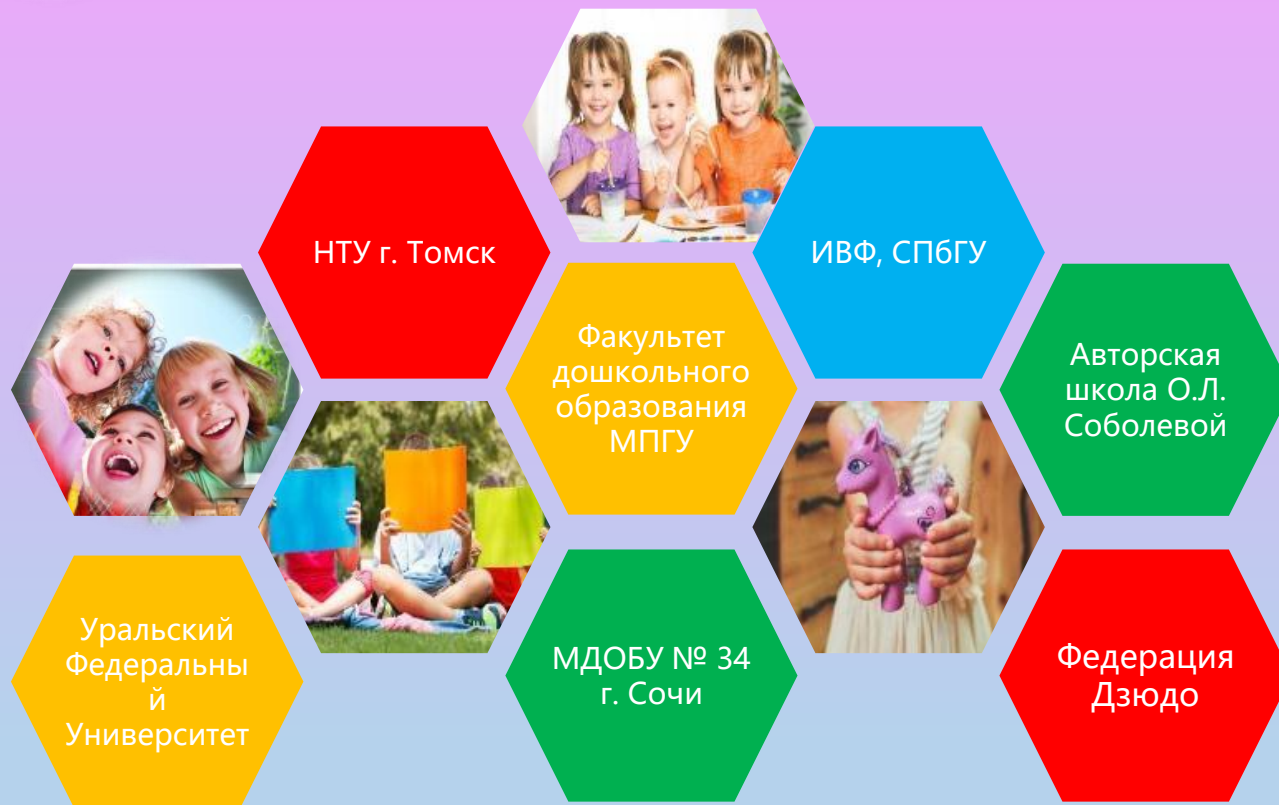 НТУ г. Томск
ИВФ, СПбГУ
Факультет
дошкольного
образования
МПГУ
Авторская
школа О.Л.
Соболевой
Уральский
Федеральны
й
Университет
МДОБУ № 34
г. Сочи
Федерация
Дзюдо